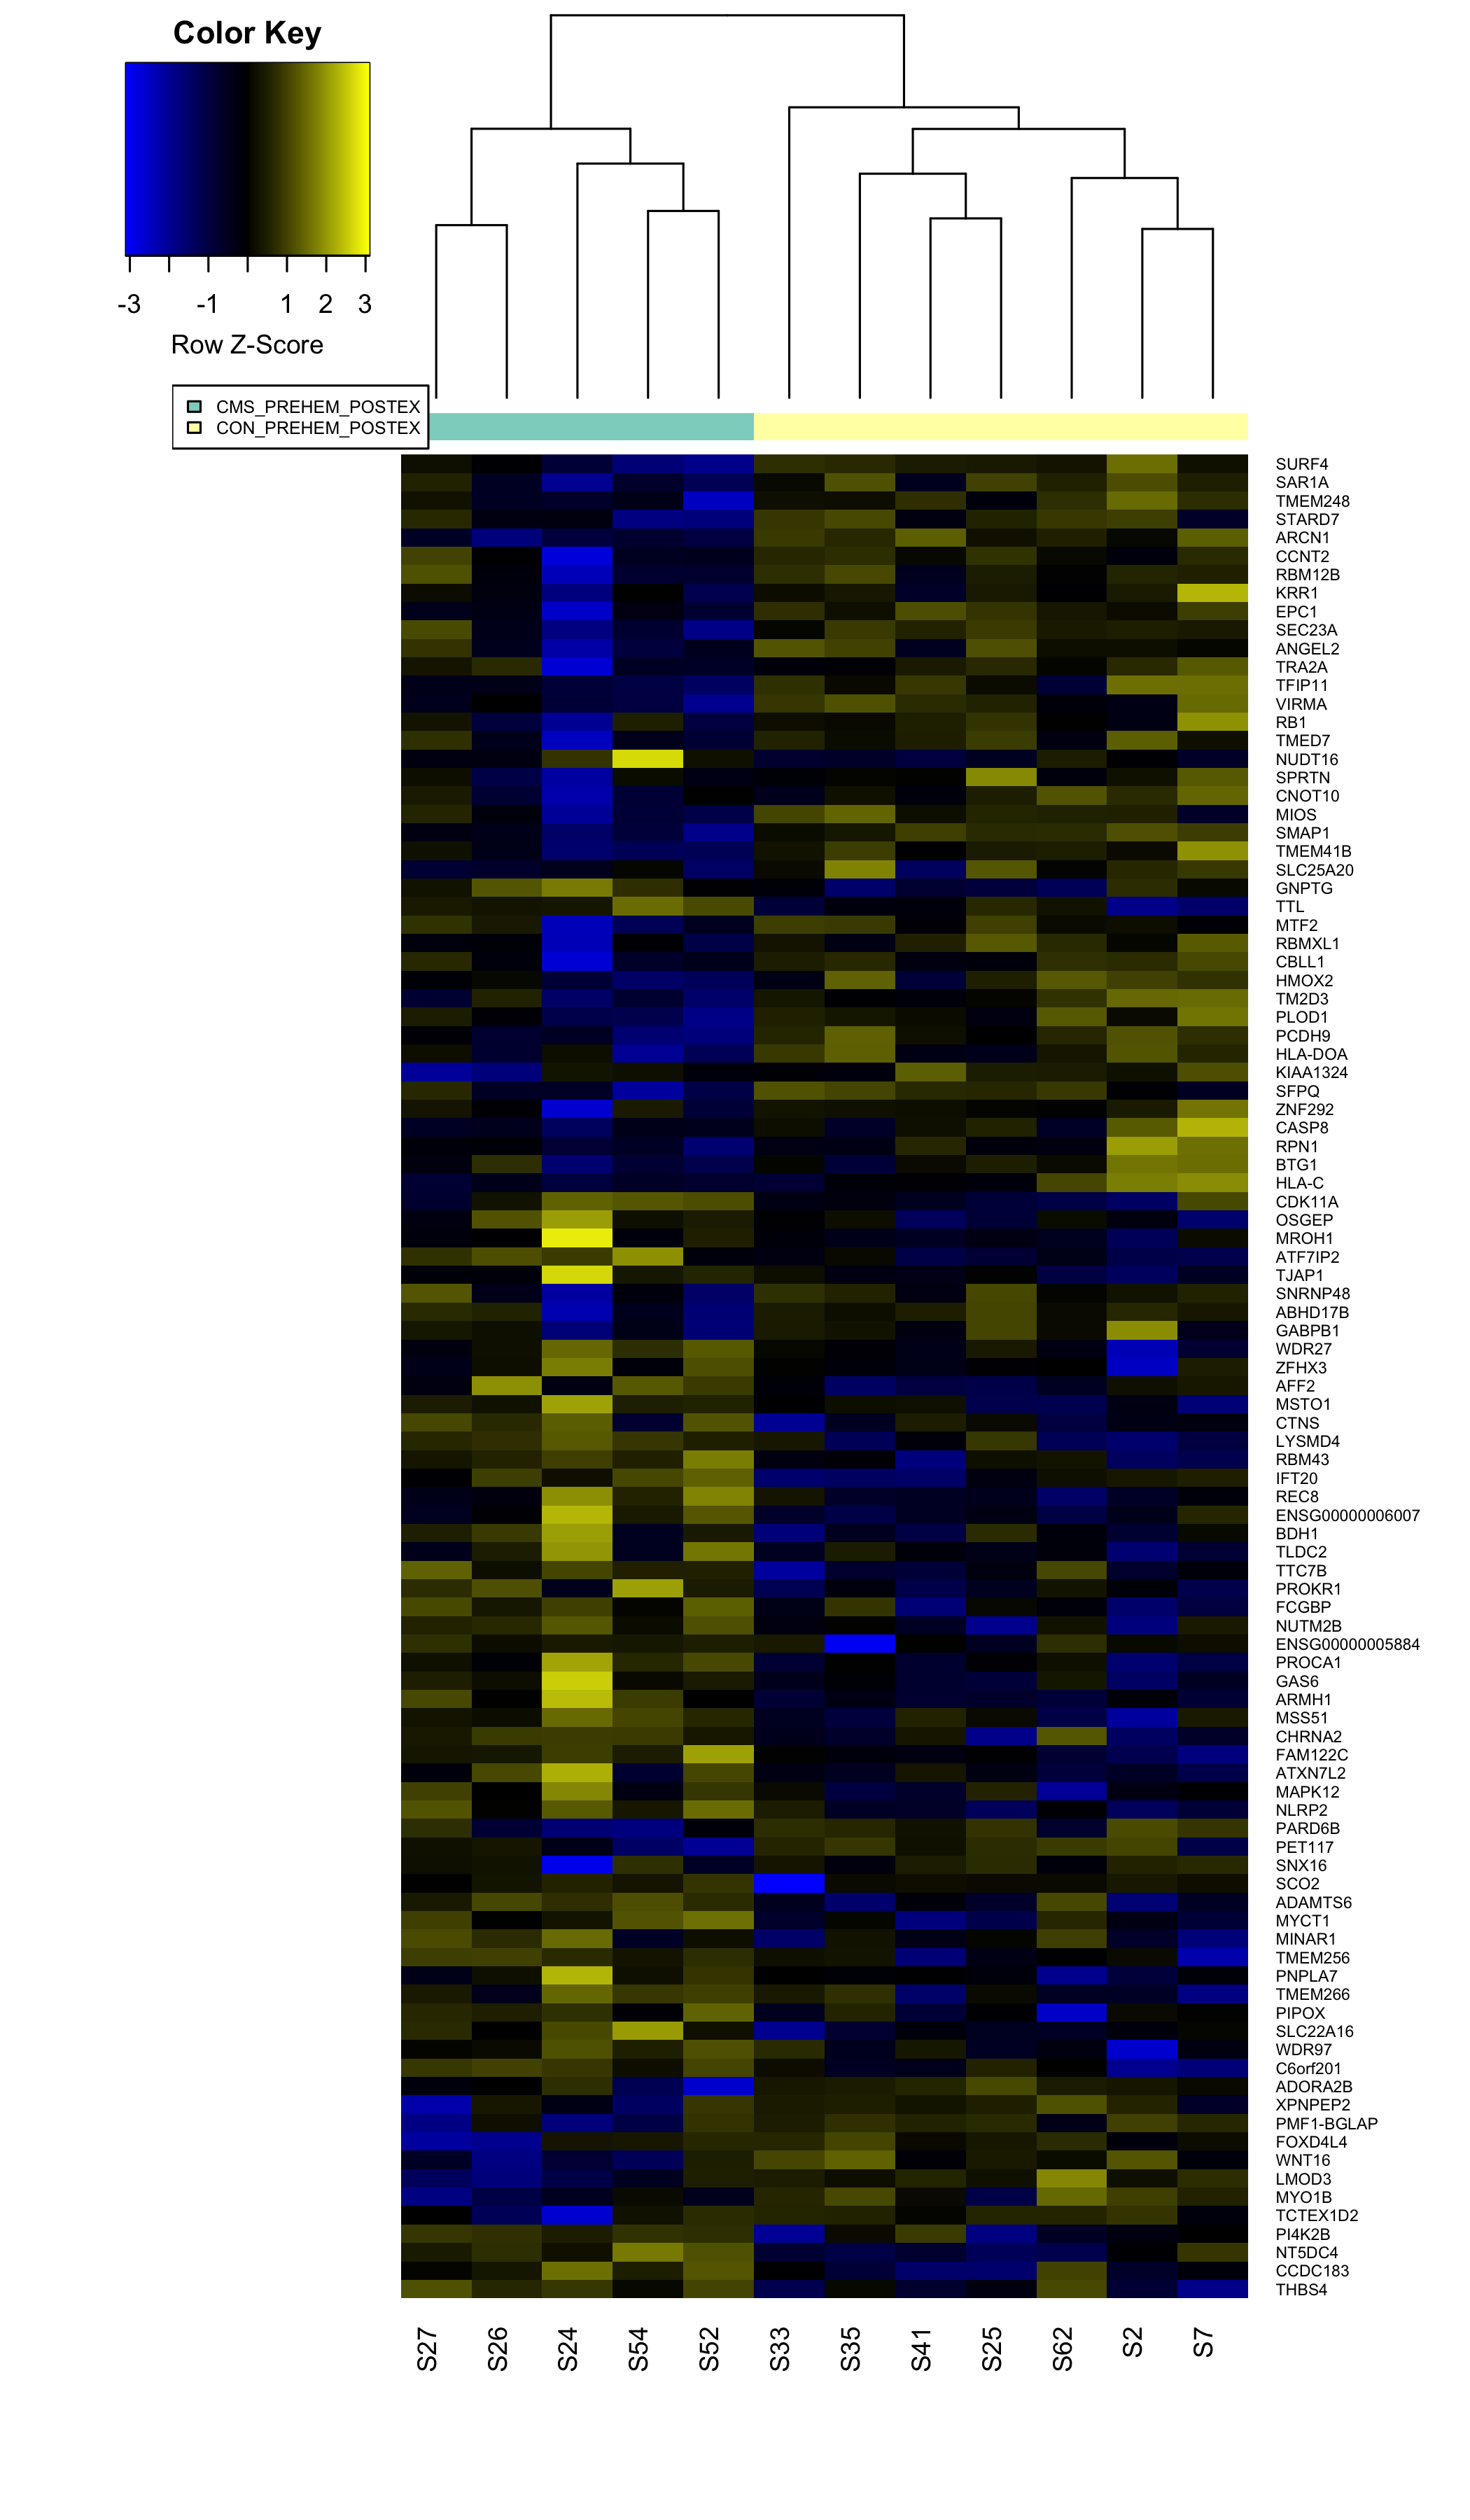 Color Key
-3 -1 1 2 3
Row Z-Score
CMS_PREHEM_POSTEX
CON_PREHEM_POSTEX
SURF4
SAR1A
TMEM248
STARD7
ARCN1
CCNT2
RBM12B
KRR1
EPC1
SEC23A
ANGEL2
TRA2A
TFIP11
VIRMA
RB1
TMED7
NUDT16
SPRTN
CNOT10
MIOS
SMAP1
TMEM41B
SLC25A20
GNPTG
TTL
MTF2
RBMXL1
CBLL1
HMOX2
TM2D3
PLOD1
PCDH9
HLA-DOA
KIAA1324
SFPQ
ZNF292
CASP8
RPN1
BTG1
HLA-C
CDK11A
OSGEP
MROH1
ATF7IP2
TJAP1
SNRNP48
ABHD17B
GABPB1
WDR27
ZFHX3
AFF2
MSTO1
CTNS
LYSMD4
RBM43
IFT20
REC8
ENSG00000006007
BDH1
TLDC2
TTC7B
PROKR1
FCGBP
NUTM2B
ENSG00000005884
PROCA1
GAS6
ARMH1
MSS51
CHRNA2
FAM122C
ATXN7L2
MAPK12
NLRP2
PARD6B
PET117
SNX16
SCO2
ADAMTS6
MYCT1
MINAR1
TMEM256
PNPLA7
TMEM266
PIPOX
SLC22A16
WDR97
C6orf201
ADORA2B
XPNPEP2
PMF1-BGLAP
FOXD4L4
WNT16
LMOD3
MYO1B
TCTEX1D2
PI4K2B
NT5DC4
CCDC183
THBS4
S27 S26 S24 S54 S52 S33 S35 S41 S25 S62 S2 S7